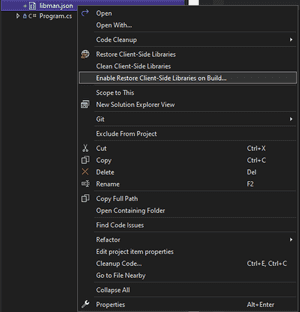 libman.json
C# Program.cs
Open
Open With...
Code Cleanup
Restore Client-Side Libraries
Clean Client-Side Libraries
Enable Restore Client-Side Libraries on Build...
Scope to This
New Solution Explorer View
Git
Exclude From Project
Cut Ctrl+X
Copy Ctrl+C
Delete Del
Rename F2
Copy Full Path
Open Containing Folder
Find Code Issues
Refactor
Edit project item properties
Cleanup Code... Ctrl+E, Ctrl+C
Go to File Nearby
Collapse All
Properties Alt+Enter